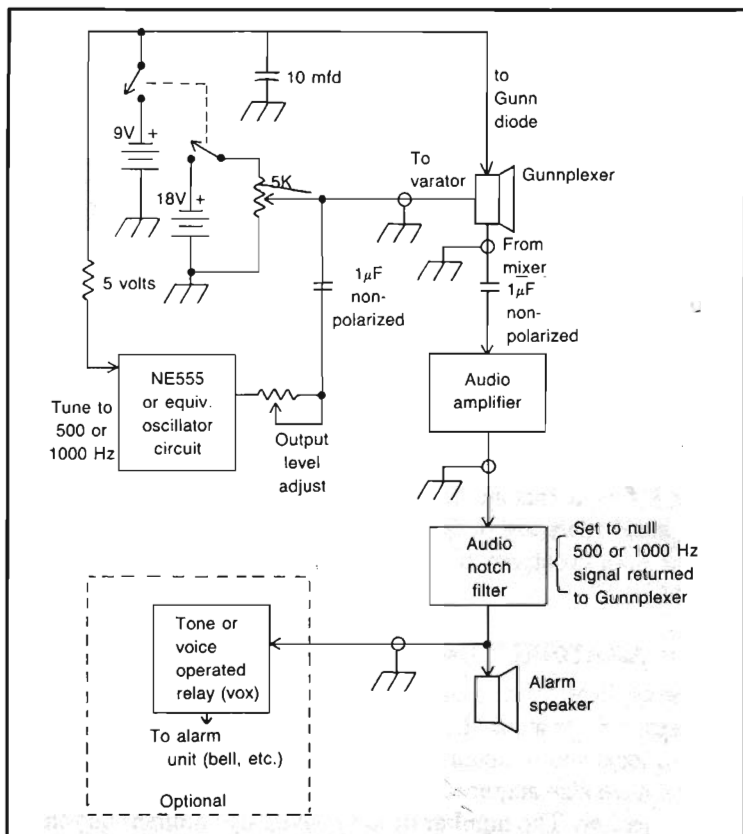 10 mfd
to
Gunn
diode
9V +
To
varator
Gunnplexer
18V +
5K
From
mixer
5 volts
1μF
non-
polarized
1μF
non-
polarized
NE555
or equiv.
oscillator
circuit
Tune to
500 or
1000 Hz
Output
level
adjust
Audio
amplifier
Audio
notch
filter
Set to null
500 or 1000 Hz
signal returned
to Gunnplexer
Tone or
voice
operated
relay (vox)
To alarm
unit (bell, etc.)
Optional
Alarm
speaker